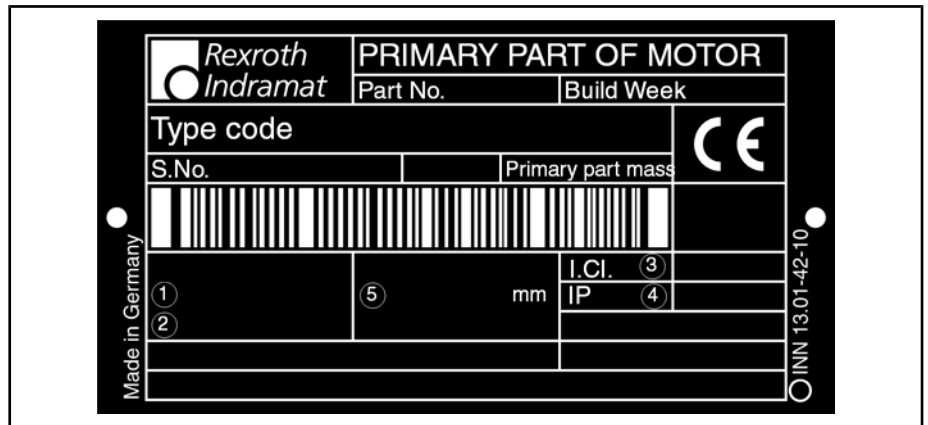 Rexroth
Indramat
PRIMARY PART OF MOTOR
Part No.
Build Week
Type code
CE
S.No.
Primary part mass
I.Cl. ③
① ⑤ mm IP ④
②
Made in Germany
INN 13.01-42-10